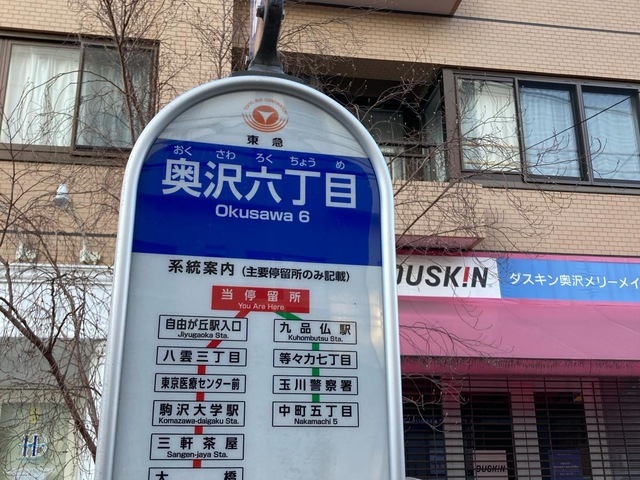 東急
おく さわ ろく ちょう め
奥沢六丁目
Okusawa 6
系統案内 (主要停留所のみ記載)
当停留所
You Are Here
自由が丘駅入口
Jiyugaoka Sta.
八雲三丁目
東京医療センター前
駒沢大学駅
Komazawa-daigaku Sta.
三軒茶屋
Sangen-jaya Sta.
大 橋
九品仏駅
Kuhombutsu Sta.
等々力七丁目
玉川警察署
中町五丁目
Nakamachi 5
DUSKIN
ダスキン奥沢メリーメイ
DUSKIN
H